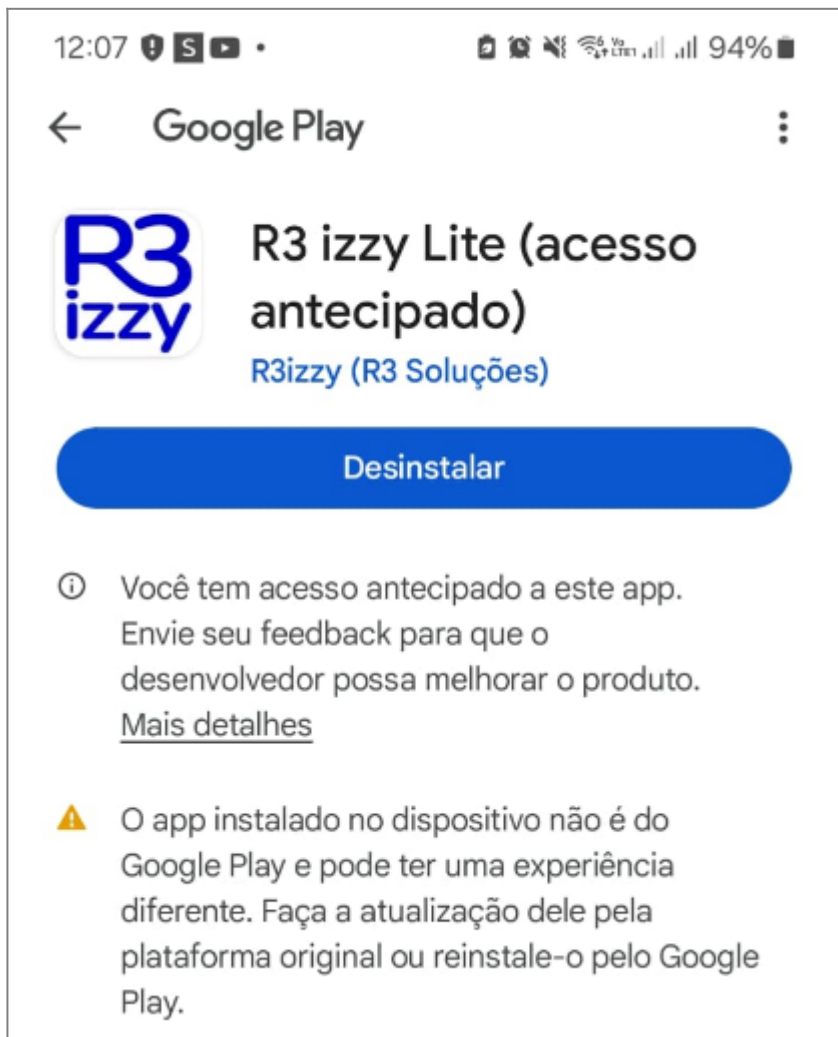 12:07
94%
Google Play
R3
izzy
R3 izzy Lite (acesso
antecipado)
R3izzy (R3 Soluções)
Desinstalar
Você tem acesso antecipado a este app.
Envie seu feedback para que o
desenvolvedor possa melhorar o produto.
Mais detalhes
O app instalado no dispositivo não é do
Google Play e pode ter uma experiência
diferente. Faça a atualização dele pela
plataforma original ou reinstale-o pelo Google
Play.